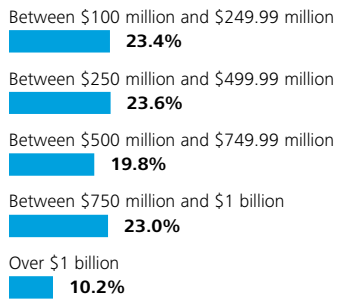 Between $100 million and $249.99 million
23.4%
Between $250 million and $499.99 million
23.6%
Between $500 million and $749.99 million
19.8%
Between $750 million and $1 billion
23.0%
Over $1 billion
10.2%